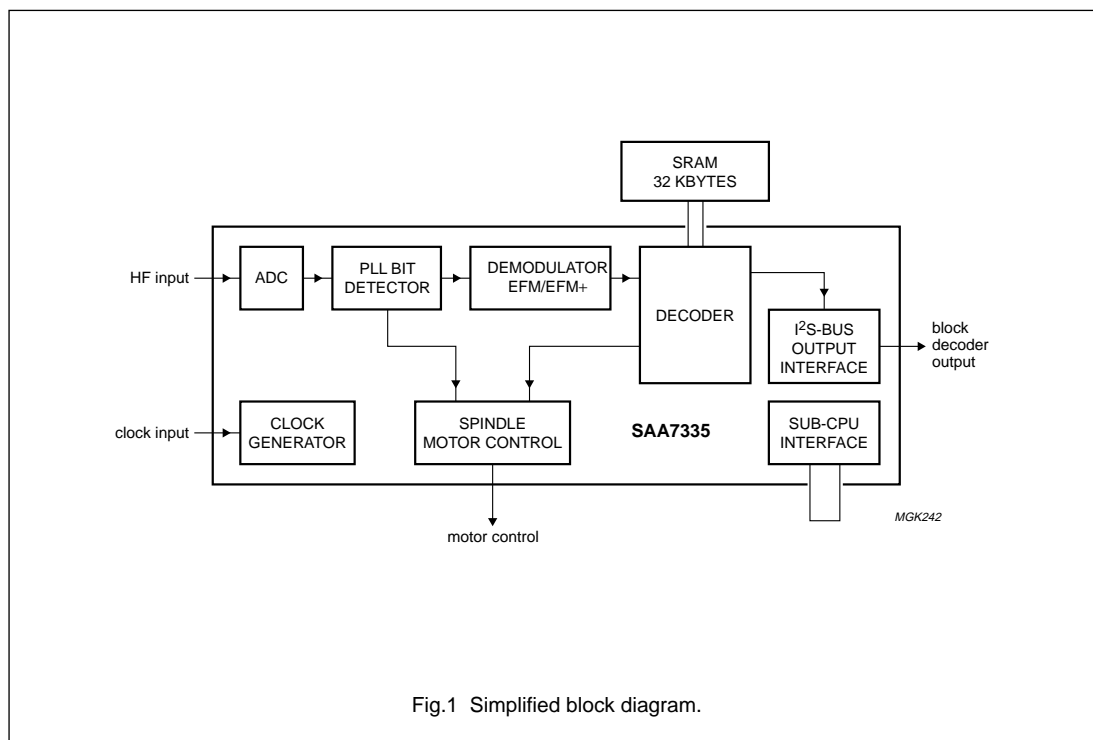 SRAM
32 KBYTES
HF input
ADC
PLL BIT
DETECTOR
DEMODULATOR
EFM/EFM+
DECODER
I²S-BUS
OUTPUT
INTERFACE
block
decoder
output
clock input
CLOCK
GENERATOR
SPINDLE
MOTOR CONTROL
SAA7335
SUB-CPU
INTERFACE
MGK242
motor control
Fig.1 Simplified block diagram.